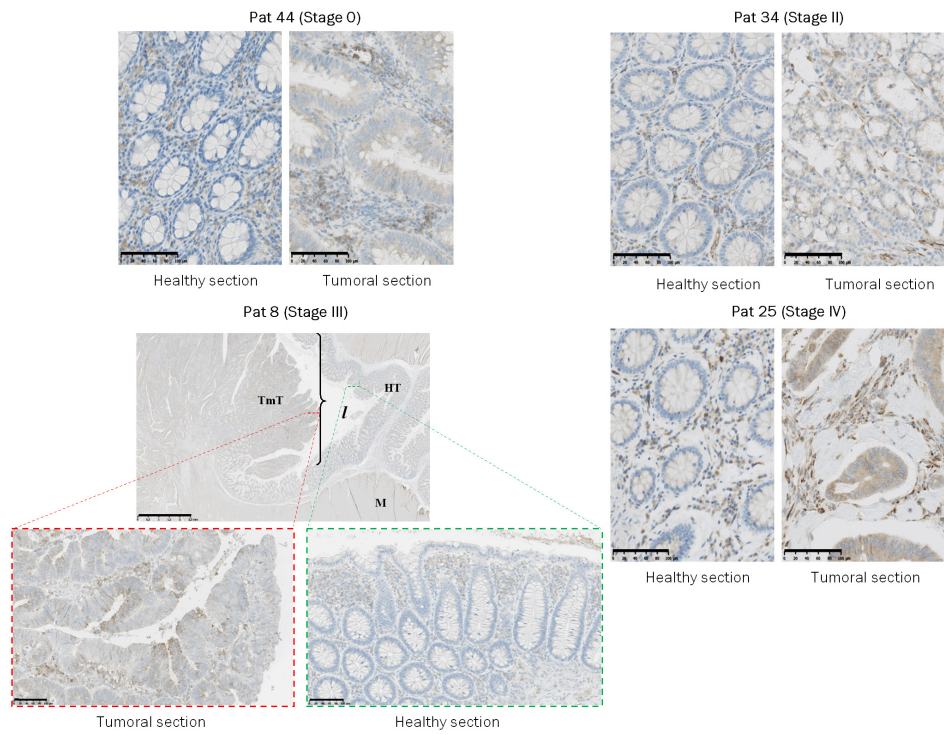 Pat 44 (Stage 0)
Healthy section
Tumoral section
Pat 34 (Stage II)
Healthy section
Tumoral section
Pat 8 (Stage III)
TmT
HT
l
M
Tumoral section
Healthy section
Pat 25 (Stage IV)
Healthy section
Tumoral section